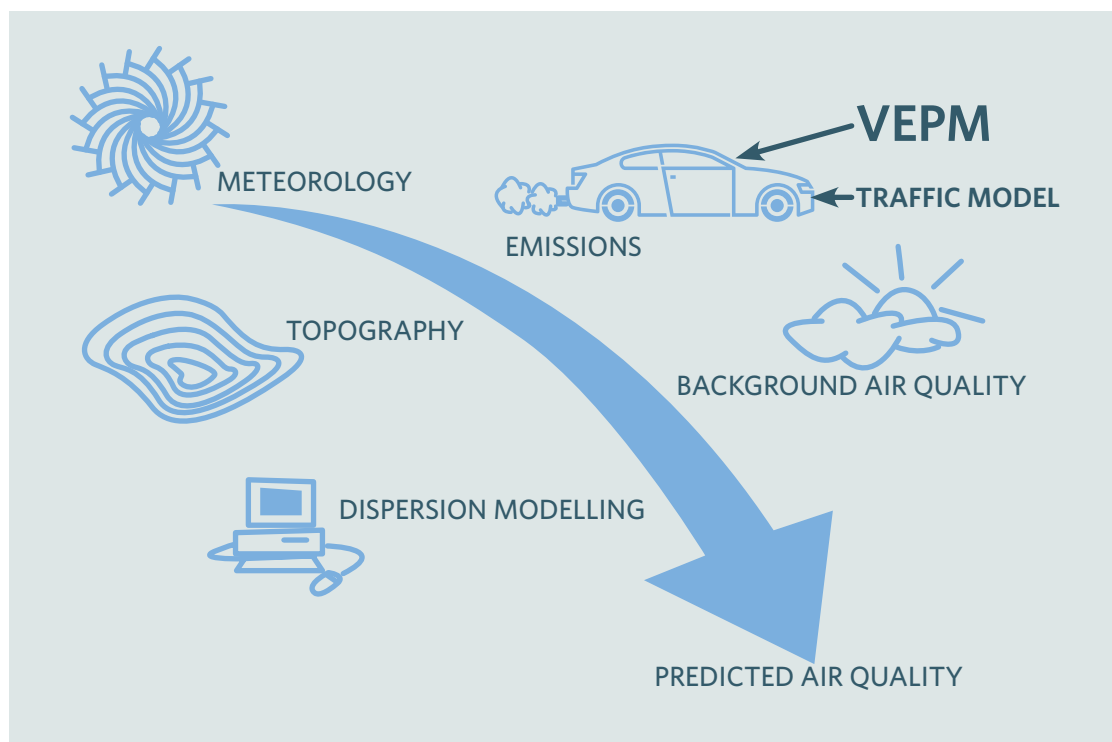 VEPM
METEOROLOGY
TRAFFIC MODEL
EMISSIONS
TOPOGRAPHY
BACKGROUND AIR QUALITY
DISPERSION MODELLING
PREDICTED AIR QUALITY